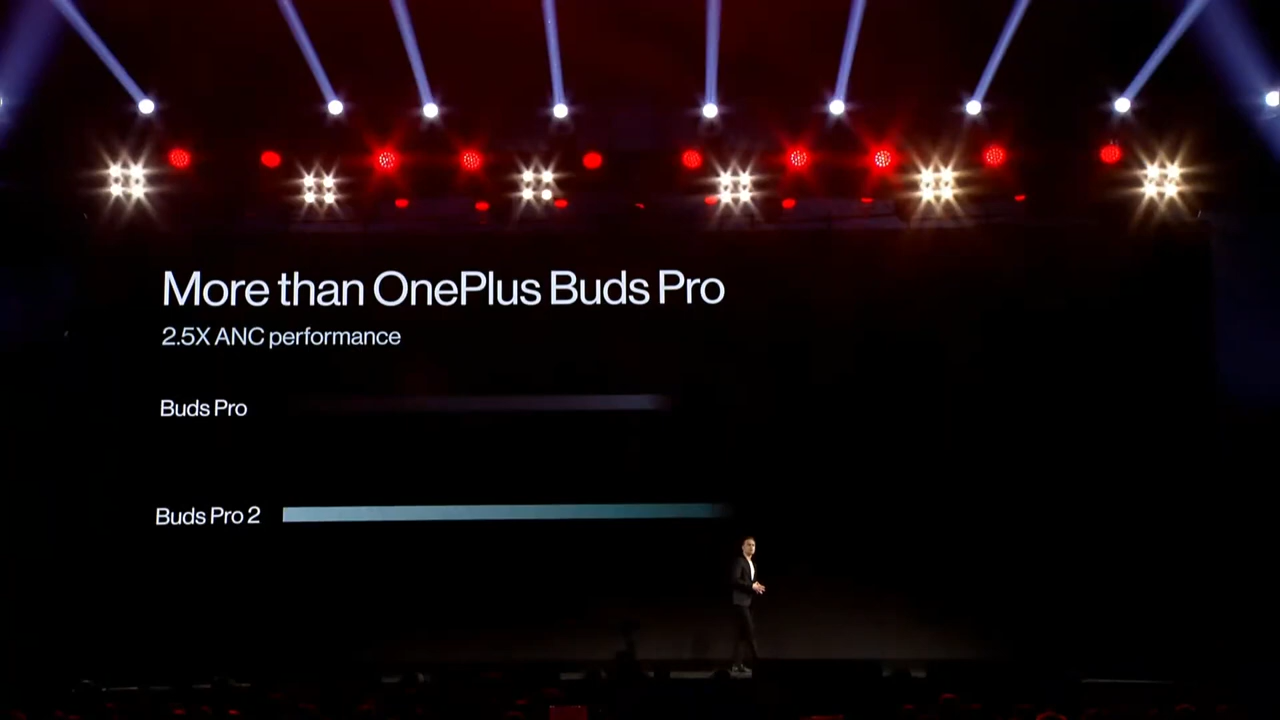 More than OnePlus Buds Pro
2.5X ANC performance
Buds Pro
Buds Pro 2